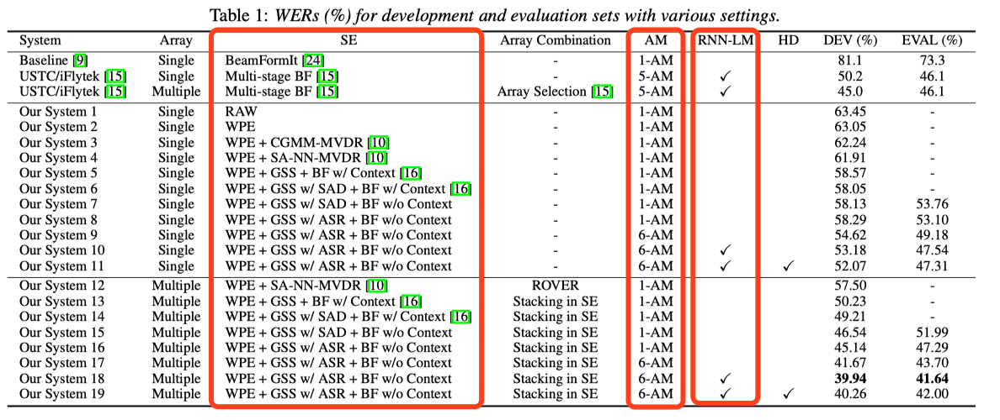 Table 1: WERs (%) for development and evaluation sets with various settings.
System Array SE Array Combination AM RNN-LM HD DEV (%) EVAL (%)
Baseline [9] Single BeamFormIt [24] - 1-AM 81.1 73.3
USTC/iFlytek [15] Single Multi-stage BF [15] - 5-AM ✓ 50.2 46.1
USTC/iFlytek [15] Multiple Multi-stage BF [15] Array Selection [15] 5-AM ✓ 45.0 46.1
Our System 1 Single RAW - 1-AM 63.45 -
Our System 2 Single WPE - 1-AM 63.05 -
Our System 3 Single WPE + CGMM-MVDR [10] - 1-AM 62.24 -
Our System 4 Single WPE + SA-NN-MVDR [10] - 1-AM 61.91 -
Our System 5 Single WPE + GSS + BF w/ Context [16] - 1-AM 58.57 -
Our System 6 Single WPE + GSS w/ SAD + BF w/ Context [16] - 1-AM 58.05 -
Our System 7 Single WPE + GSS w/ SAD + BF w/o Context - 1-AM 58.13 53.76
Our System 8 Single WPE + GSS w/ ASR + BF w/o Context - 1-AM 58.29 53.10
Our System 9 Single WPE + GSS w/ ASR + BF w/o Context - 6-AM 54.62 49.18
Our System 10 Single WPE + GSS w/ ASR + BF w/o Context - 6-AM ✓ 53.18 47.54
Our System 11 Single WPE + GSS w/ ASR + BF w/o Context - 6-AM ✓ ✓ 52.07 47.31
Our System 12 Multiple WPE + SA-NN-MVDR [10] ROVER 1-AM 57.50 -
Our System 13 Multiple WPE + GSS + BF w/ Context [16] Stacking in SE 1-AM 50.23 -
Our System 14 Multiple WPE + GSS w/ SAD + BF w/ Context [16] Stacking in SE 1-AM 49.21 -
Our System 15 Multiple WPE + GSS w/ SAD + BF w/o Context Stacking in SE 1-AM 46.54 51.99
Our System 16 Multiple WPE + GSS w/ ASR + BF w/o Context Stacking in SE 1-AM 45.14 47.29
Our System 17 Multiple WPE + GSS w/ ASR + BF w/o Context Stacking in SE 6-AM 41.67 43.70
Our System 18 Multiple WPE + GSS w/ ASR + BF w/o Context Stacking in SE 6-AM ✓ 39.94 41.64
Our System 19 Multiple WPE + GSS w/ ASR + BF w/o Context Stacking in SE 6-AM ✓ ✓ 40.26 42.00